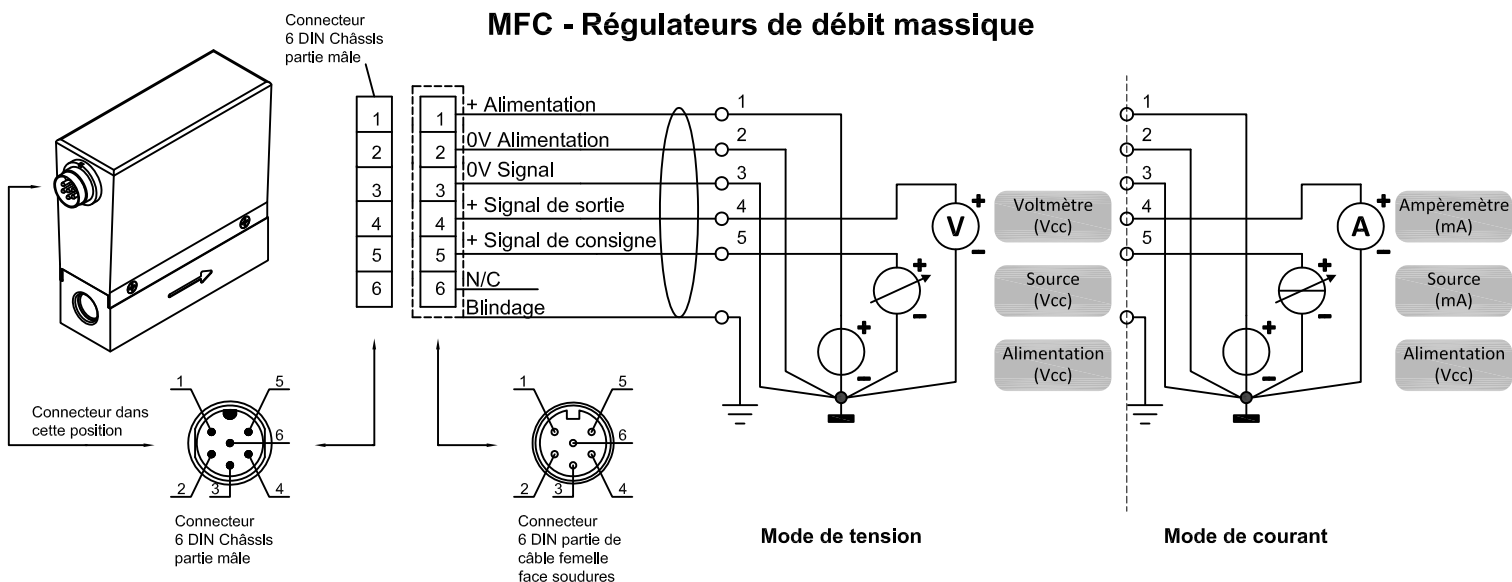 MFC - Régulateurs de débit massique
Connecteur
6 DIN Châssis
partie mâle
1
2
3
4
5
6
1
2
3
4
5
6
+ Alimentation
0V Alimentation
0V Signal
+ Signal de sortie
+ Signal de consigne
N/C
Blindage
1
2
3
4
5
V
+
-
+
-
+
-
Voltmètre
(Vcc)
Source
(Vcc)
Alimentation
(Vcc)
1
2
3
4
5
A
+
-
+
-
+
-
Ampèremètre
(mA)
Source
(mA)
Alimentation
(Vcc)
Connecteur dans
cette position
1
5
6
2
3
4
Connecteur
6 DIN Châssis
partie mâle
1
5
6
2
3
4
Connecteur
6 DIN partie de
câble femelle
face soudures
Mode de tension
Mode de courant